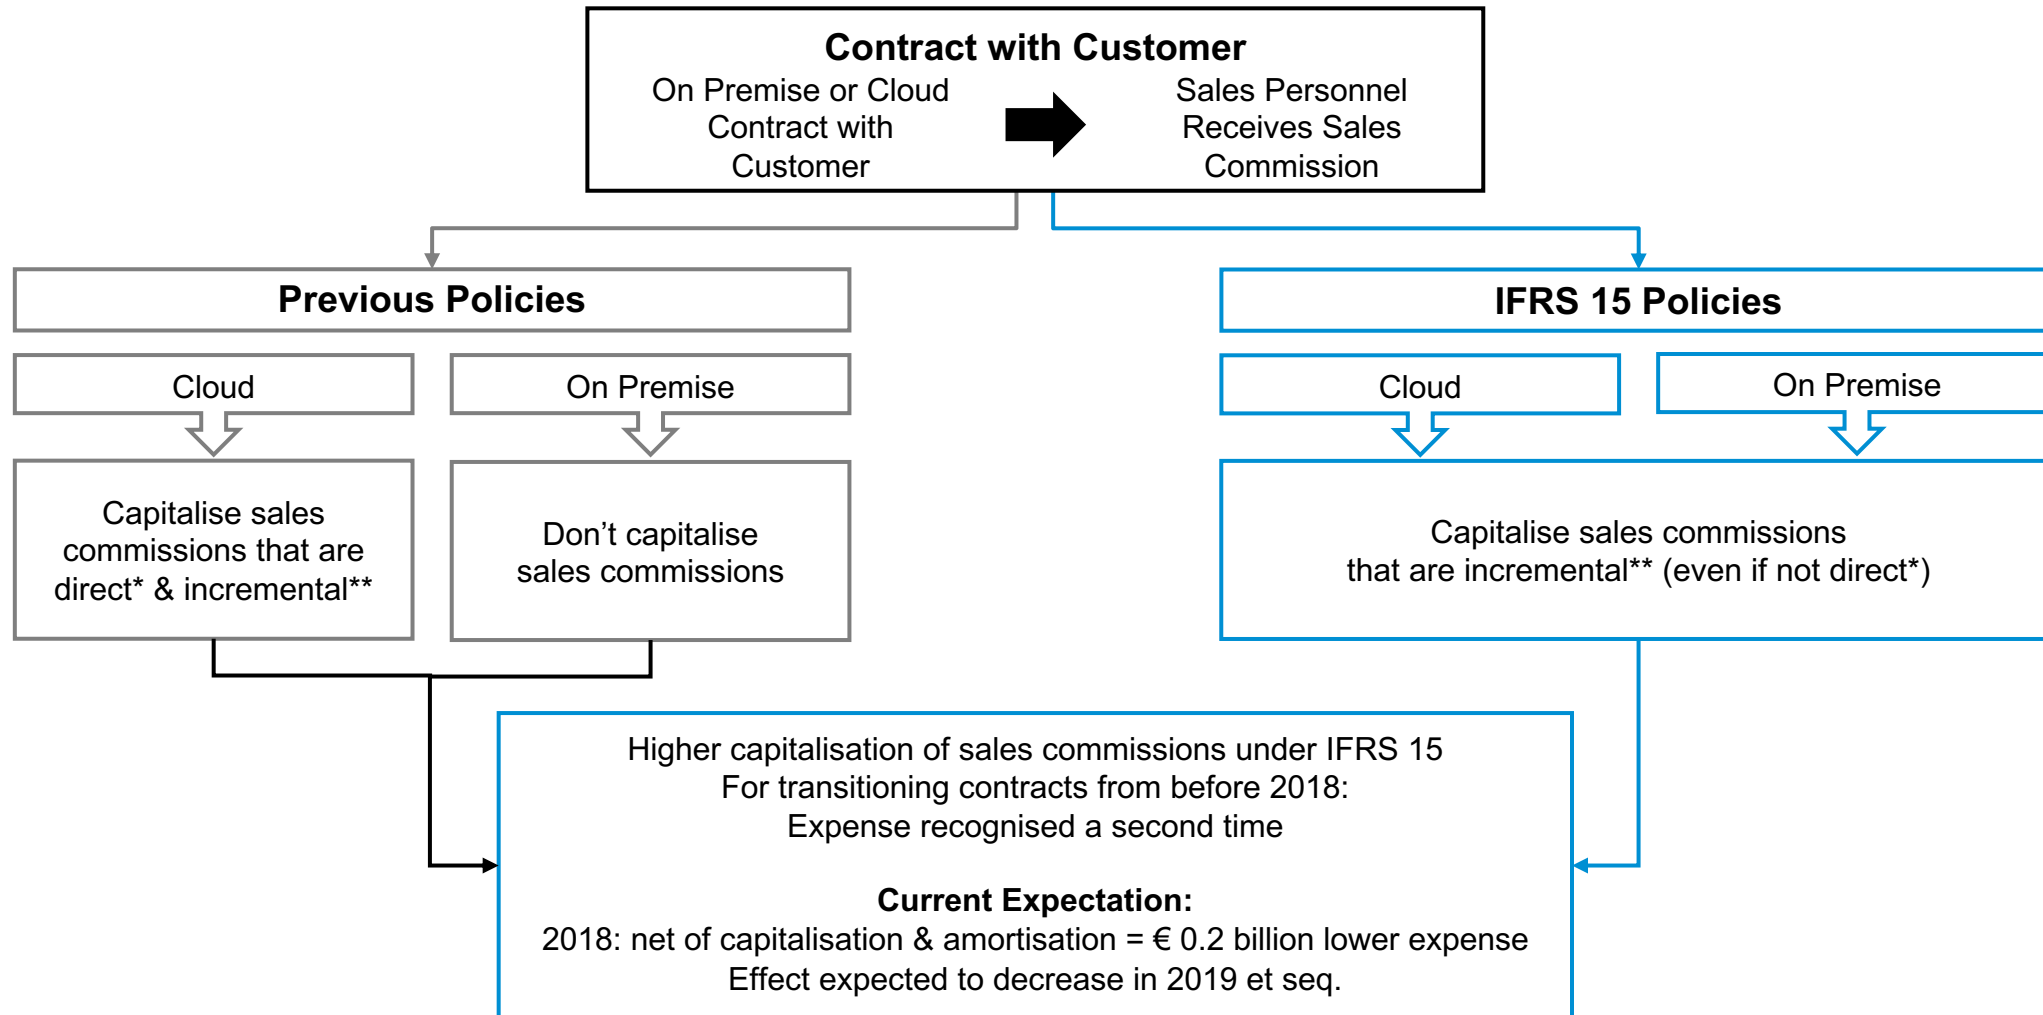 Contract with Customer
On Premise or Cloud
Contract with
Customer
Sales Personnel
Receives Sales
Commission
Previous Policies
IFRS 15 Policies
Cloud
On Premise
Cloud
On Premise
Capitalise sales
commissions that are
direct* & incremental**
Don’t capitalise
sales commissions
Capitalise sales commissions
that are incremental** (even if not direct*)
Higher capitalisation of sales commissions under IFRS 15
For transitioning contracts from before 2018:
Expense recognised a second time
Current Expectation:
2018: net of capitalisation & amortisation = € 0.2 billion lower expense
Effect expected to decrease in 2019 et seq.